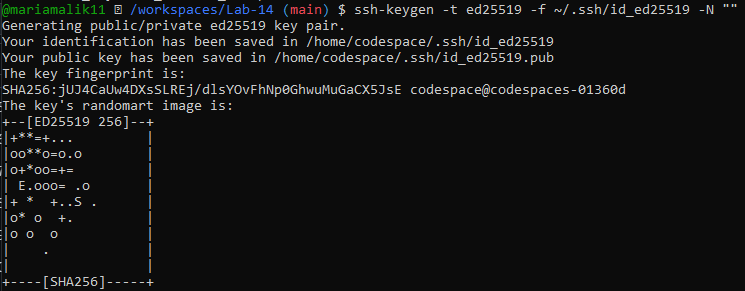 @mariamalik11 /workspaces/Lab-14 (main) $ ssh-keygen -t ed25519 -f ~/.ssh/id_ed25519 -N ""
Generating public/private ed25519 key pair.
Your identification has been saved in /home/codespace/.ssh/id_ed25519
Your public key has been saved in /home/codespace/.ssh/id_ed25519.pub
The key fingerprint is:
SHA256:jUJ4CaUw4DXsSLREj/dlsYOvFhNp0GhwuMuGaCX5JsE codespace@codespaces-01360d
The key's randomart image is:
+--[ED25519 256]--+
|+**=+...         |
|oo**o=o.o        |
|o+*oo=+=         |
| E.ooo= .o       |
|+ *  +..S .      |
|o* o  +.         |
|o o  o           |
|    .            |
|                 |
+----[SHA256]-----+